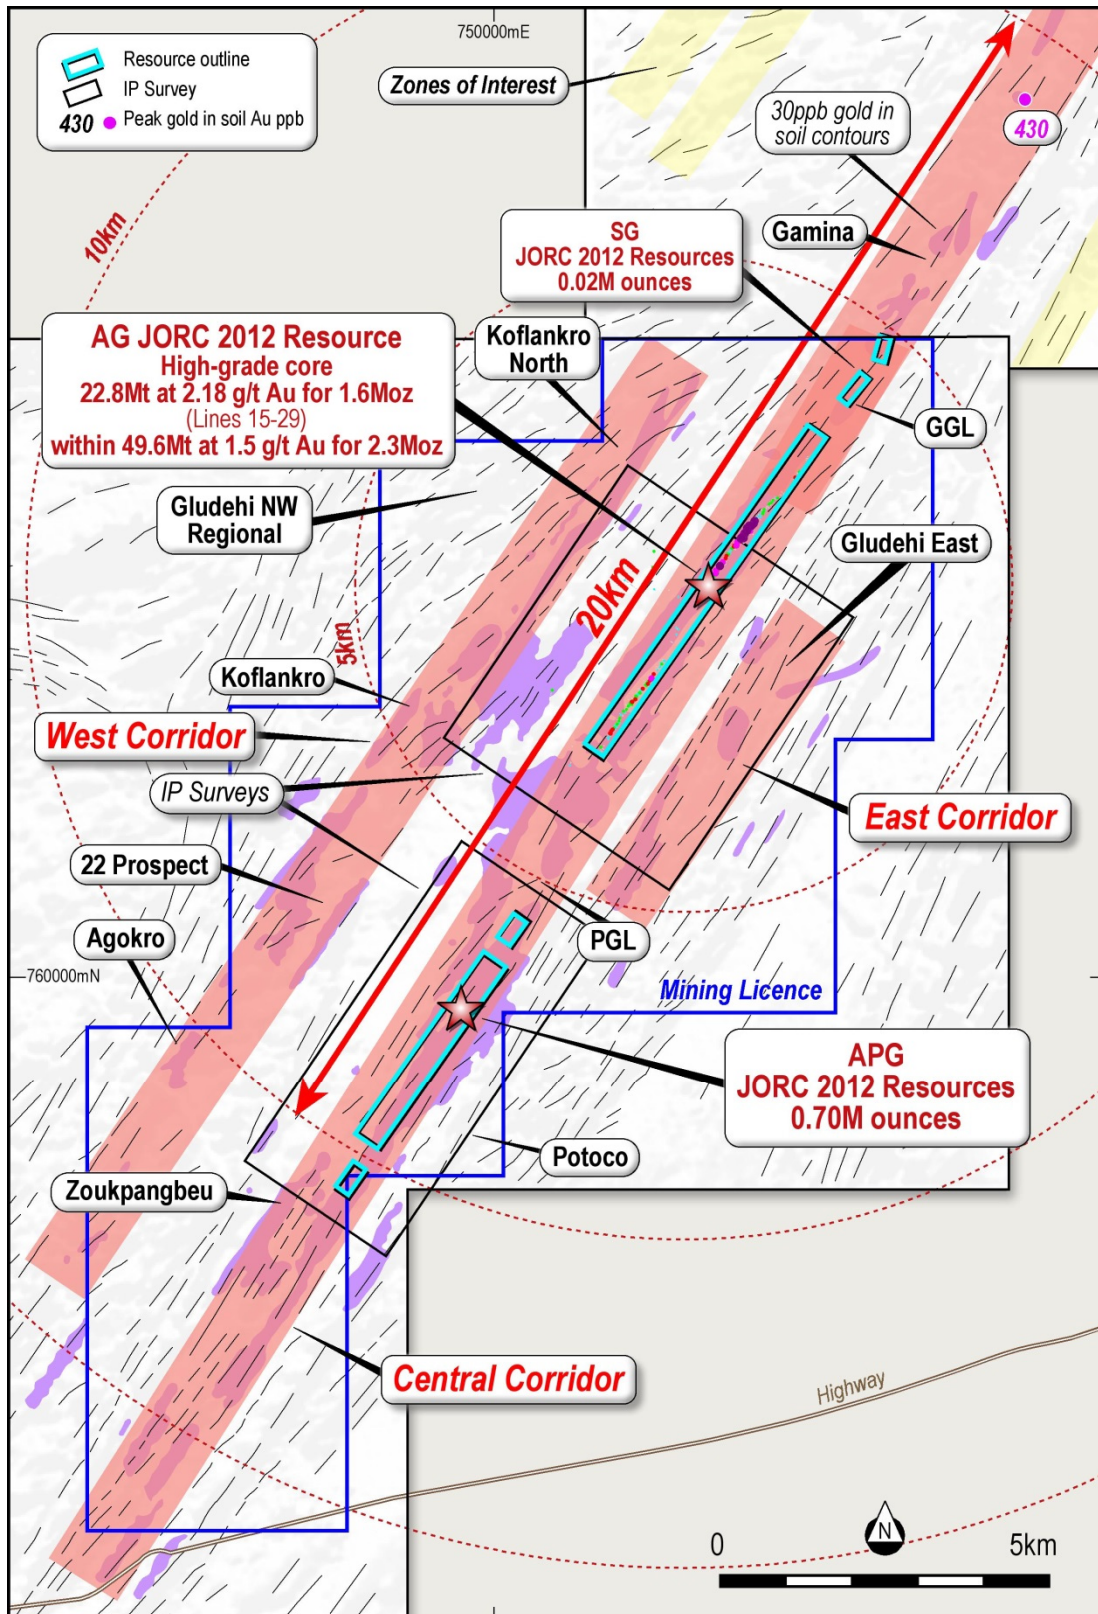 750000mE
Resource outline
IP Survey
430 Peak gold in soil Au ppb
Zones of Interest
30ppb gold in
soil contours
430
10km
SG
JORC 2012 Resources
0.02M ounces
Gamina
AG JORC 2012 Resource
High-grade core
22.8Mt at 2.18 g/t Au for 1.6Moz
(Lines 15-29)
within 49.6Mt at 1.5 g/t Au for 2.3Moz
Koflankro
North
GGL
Gludehi NW
Regional
Gludehi East
20km
5km
Koflankro
West Corridor
IP Surveys
East Corridor
22 Prospect
Agokro
PGL
760000mN
Mining Licence
APG
JORC 2012 Resources
0.70M ounces
Potoco
Zoukpangbeu
Central Corridor
Highway
N
0
5km